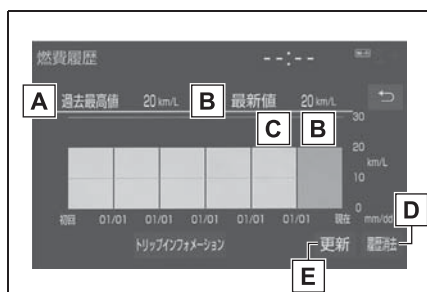 燃費履歴 --:--
A 過去最高値 20 km/L B 最新値 20 km/L
C B 30
20
km/L
10
0
初回 01/01 01/01 01/01 01/01 01/01 現在 mm/dd D
トリップインフォメーション 更新 履歴消去
E